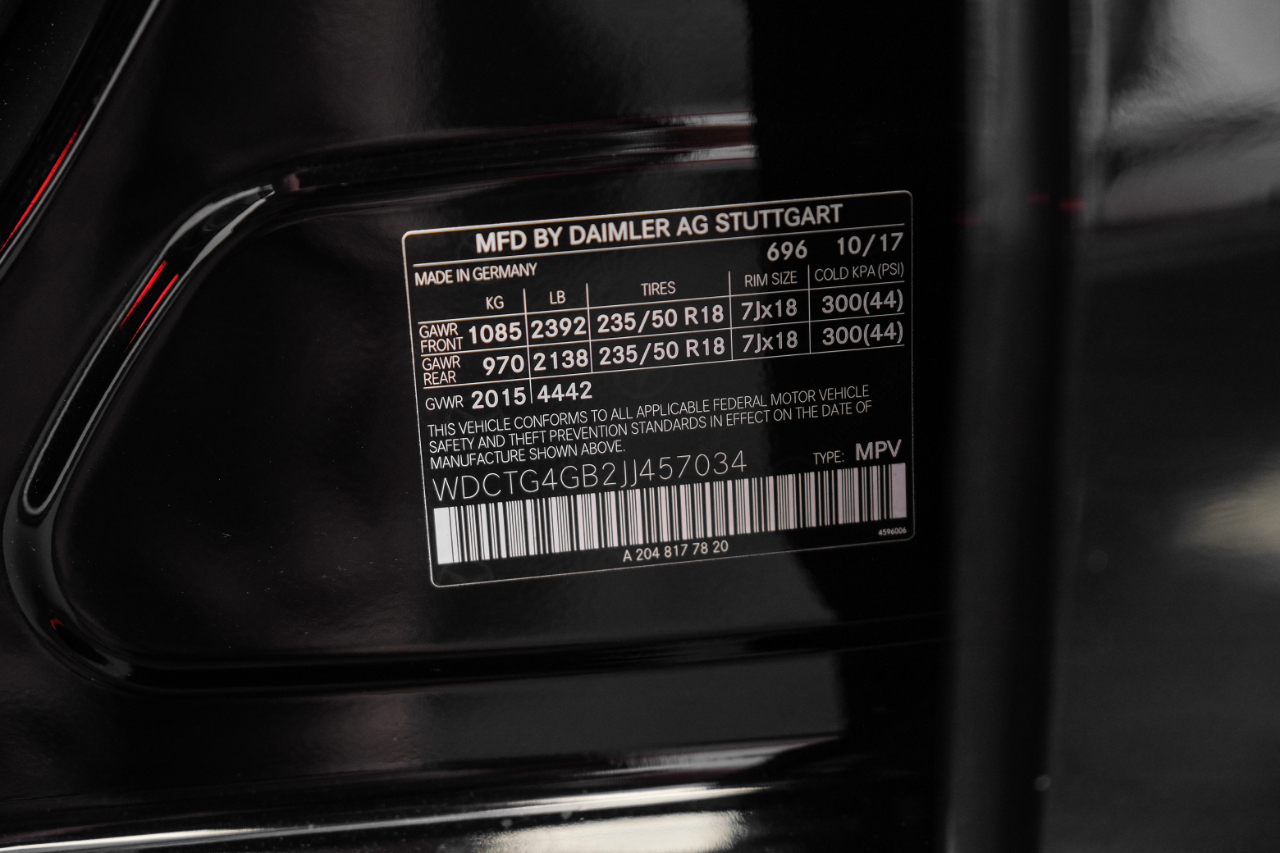 MFD BY DAIMLER AG STUTTGART
MADE IN GERMANY 696 10/17
KG LB TIRES RIM SIZE COLD KPA (PSI)
GAWR FRONT 1085 2392 235/50 R18 7Jx18 300(44)
GAWR REAR 970 2138 235/50 R18 7Jx18 300(44)
GVWR 2015 4442
THIS VEHICLE CONFORMS TO ALL APPLICABLE FEDERAL MOTOR VEHICLE
SAFETY AND THEFT PREVENTION STANDARDS IN EFFECT ON THE DATE OF
MANUFACTURE SHOWN ABOVE.
WDCTG4GB2JJ457034 TYPE: MPV
A 204 817 78 20 4596006